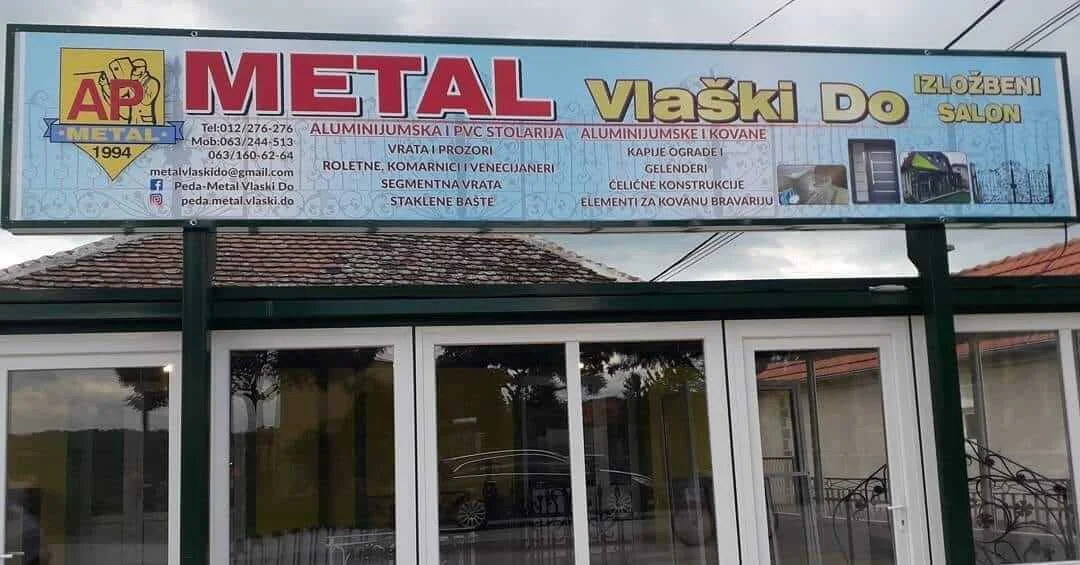 AP
METAL
1994
METAL Vlaški Do
IZLOŽBENI
SALON
Tel:012/276-276
Mob:063/244-513
063/160-62-64
metalvlaskido@gmail.com
Peda-Metal Vlaski Do
peda.metal.vlaski.do
ALUMINIJUMSKA I PVC STOLARIJA
VRATA I PROZORI
ROLETNE, KOMARNICI I VENECIJANERI
SEGMENTNA VRATA
STAKLENE BAŠTE
ALUMINIJUMSKE I KOVANE
KAPIJE OGRADE I
GELENDERI
ČELIČNE KONSTRUKCIJE
ELEMENTI ZA KOVANU BRAVARIJU